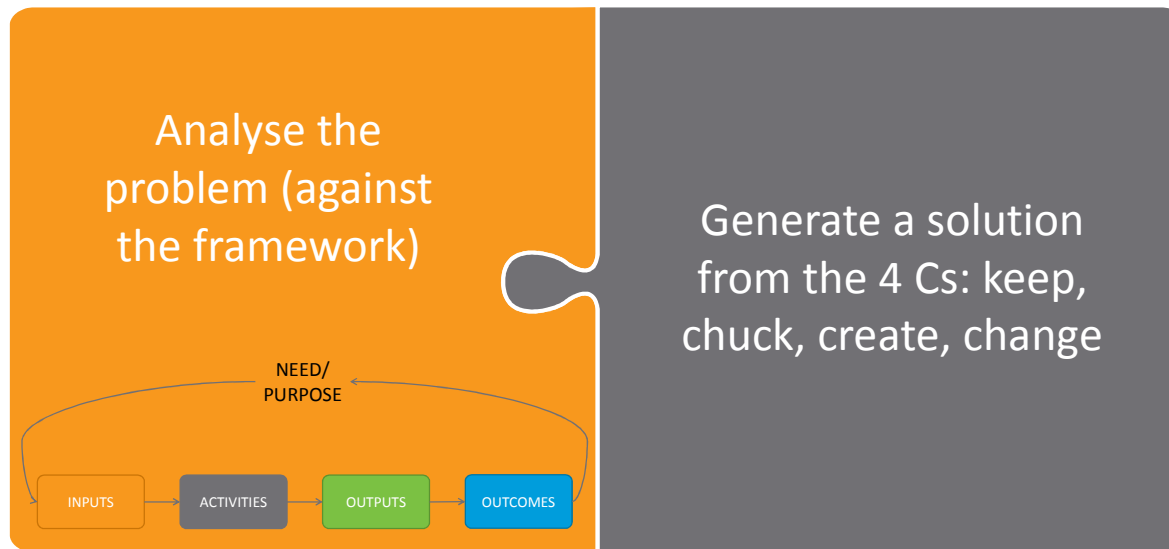 Analyse the
problem (against
the framework)
NEED/
PURPOSE
INPUTS
ACTIVITIES
OUTPUTS
OUTCOMES
Generate a solution
from the 4 Cs: keep,
chuck, create, change